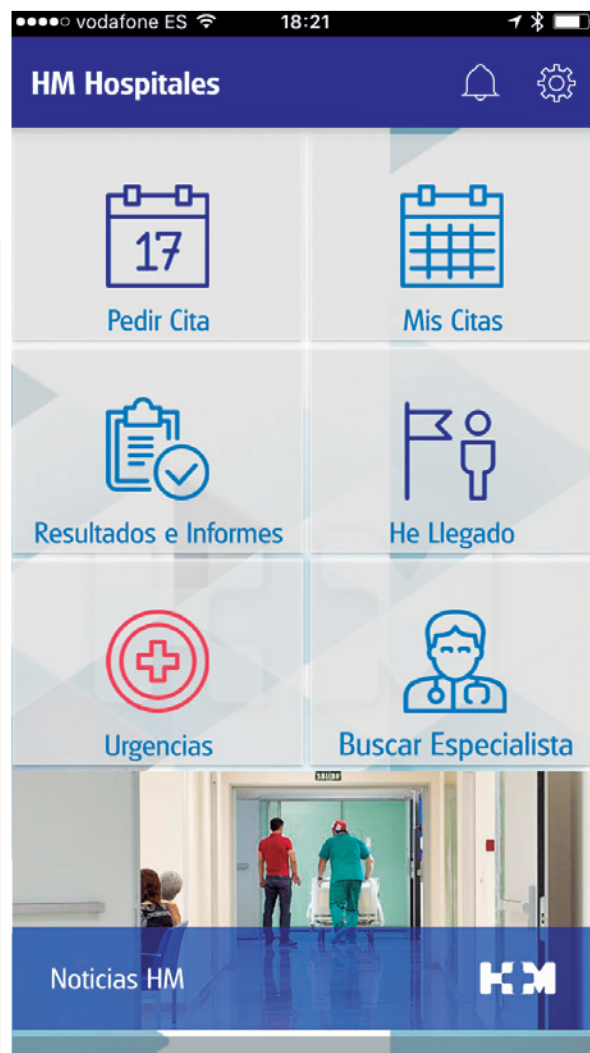 vodafone ES 18:21
HM Hospitales
17
Pedir Cita Mis Citas
Resultados e Informes He Llegado
Urgencias Buscar Especialista
SALIDA
Noticias HM HM